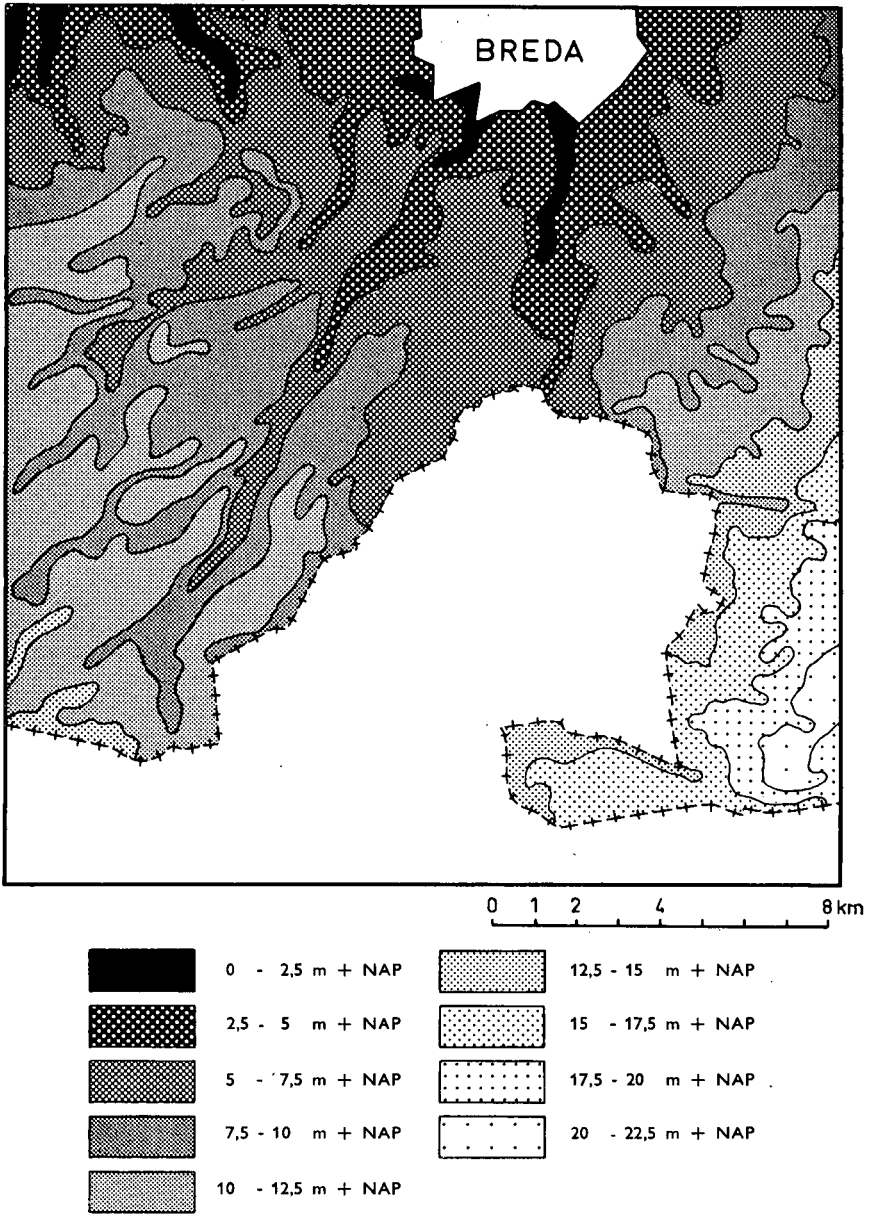 BREDA
0 1 2 4 8 km
0 - 2,5 m + NAP
2,5 - 5 m + NAP
5 - 7,5 m + NAP
7,5 - 10 m + NAP
10 - 12,5 m + NAP
12,5 - 15 m + NAP
15 - 17,5 m + NAP
17,5 - 20 m + NAP
20 - 22,5 m + NAP